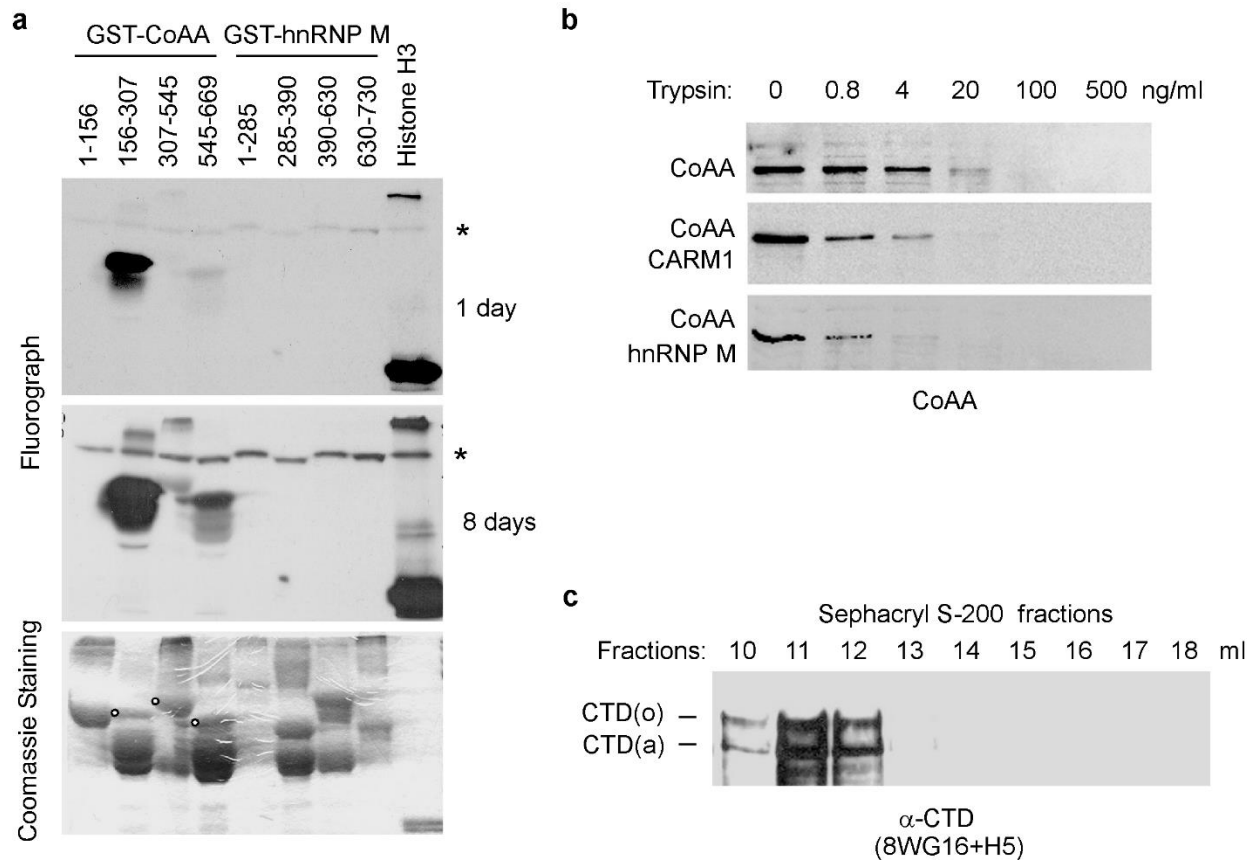 a
GST-CoAA GST-hnRNP M
1-156
156-307
307-545
545-669
1-285
285-390
390-630
630-730
Histone H3
*
1 day
*
8 days
Fluorograph
Coomassie Staining
b
Trypsin: 0 0.8 4 20 100 500 ng/ml
CoAA
CoAA
CARM1
CoAA
hnRNP M
CoAA
c
Sephacryl S-200 fractions
Fractions: 10 11 12 13 14 15 16 17 18 ml
CTD(o) –
CTD(a) –
α-CTD
(8WG16+H5)